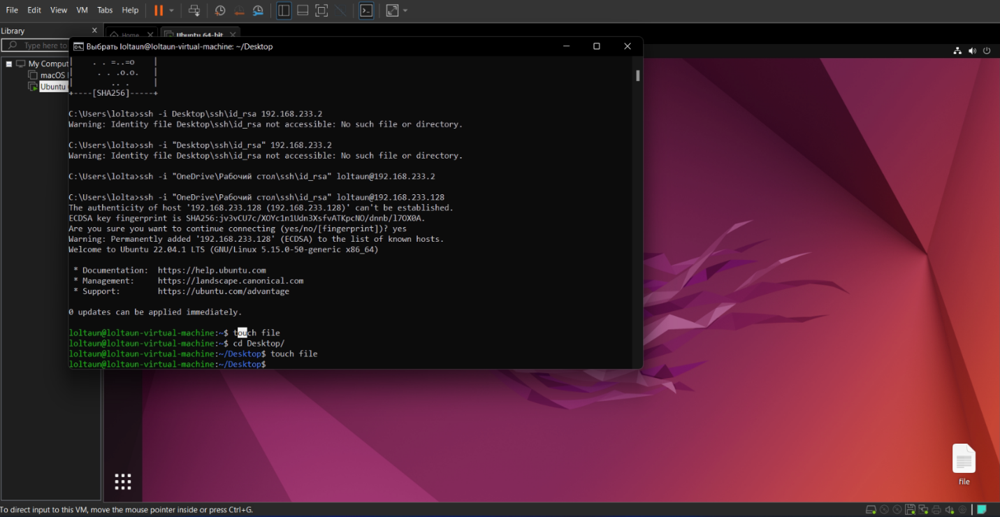 File Edit View VM Tabs Help
Library X
Home X Ubuntu 64-bit X
Type here to
Выбрать loltaun@loltaun-virtual-machine: ~/Desktop
My Comput
macOS
Ubuntu
| . . =..=o |
| . . .o.o. |
| .. . |
+----[SHA256]-----+
C:\Users\lolta>ssh -i Desktop\ssh\id_rsa 192.168.233.2
Warning: Identity file Desktop\ssh\id_rsa not accessible: No such file or directory.
C:\Users\lolta>ssh -i "Desktop\ssh\id_rsa" 192.168.233.2
Warning: Identity file Desktop\ssh\id_rsa not accessible: No such file or directory.
C:\Users\lolta>ssh -i "OneDrive\Рабочий стол\ssh\id_rsa" loltaun@192.168.233.2
C:\Users\lolta>ssh -i "OneDrive\Рабочий стол\ssh\id_rsa" loltaun@192.168.233.128
The authenticity of host '192.168.233.128 (192.168.233.128)' can't be established.
ECDSA key fingerprint is SHA256:jv3vCU7c/XOYc1n1Udn3XsfvATKpcNO/dnnb/l7OX0A.
Are you sure you want to continue connecting (yes/no/[fingerprint])? yes
Warning: Permanently added '192.168.233.128' (ECDSA) to the list of known hosts.
Welcome to Ubuntu 22.04.1 LTS (GNU/Linux 5.15.0-50-generic x86_64)
* Documentation: https://help.ubuntu.com
* Management: https://landscape.canonical.com
* Support: https://ubuntu.com/advantage
0 updates can be applied immediately.
loltaun@loltaun-virtual-machine:~$ touch file
loltaun@loltaun-virtual-machine:~$ cd Desktop/
loltaun@loltaun-virtual-machine:~/Desktop$ touch file
loltaun@loltaun-virtual-machine:~/Desktop$
file
To direct input to this VM, move the mouse pointer inside or press Ctrl+G.